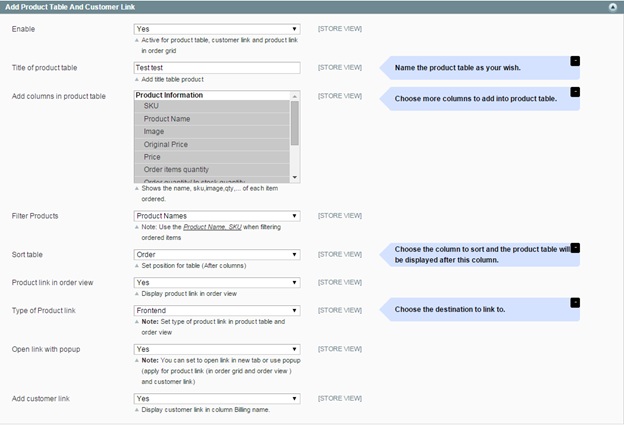 Add Product Table And Customer Link
Enable Yes [STORE VIEW]
Active for product table, customer link and product link
in order grid
Title of product table Test test [STORE VIEW] Name the product table as your wish.
Add title table product
Add columns in product table Product Information [STORE VIEW] Choose more columns to add into product table.
SKU
Product Name
Image
Original Price
Price
Order items quantity
Order quantity/ In stock quantity
Shows the name, sku,image,qty,... of each item
ordered.
Filter Products Product Names [STORE VIEW]
Note: Use the Product Name, SKU when filtering
ordered items
Sort table Order [STORE VIEW] Choose the column to sort and the product table will
be displayed after this column.
Set position for table (After columns)
Product link in order view Yes [STORE VIEW]
Display product link in order view
Type of Product link Frontend [STORE VIEW] Choose the destination to link to.
Note: Set type of product link in product table and
order view
Open link with popup Yes [STORE VIEW]
Note: You can set to open link in new tab or use popup
(apply for product link (in order grid and order view )
and customer link)
Add customer link Yes [STORE VIEW]
Display customer link in column Billing name.